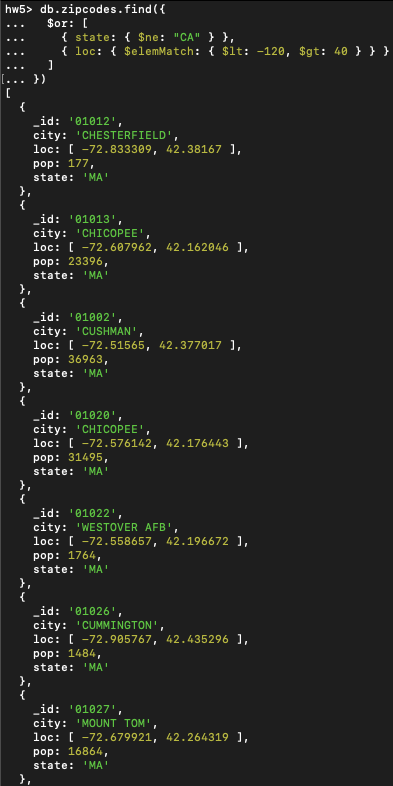 hw5> db.zipcodes.find({
...   $or: [
...     { state: { $ne: "CA" } },
...     { loc: { $elemMatch: { $lt: -120, $gt: 40 } } }
...   ]
[... })
[
  {
    _id: '01012',
    city: 'CHESTERFIELD',
    loc: [ -72.833309, 42.38167 ],
    pop: 177,
    state: 'MA'
  },
  {
    _id: '01013',
    city: 'CHICOPEE',
    loc: [ -72.607962, 42.162046 ],
    pop: 23396,
    state: 'MA'
  },
  {
    _id: '01002',
    city: 'CUSHMAN',
    loc: [ -72.51565, 42.377017 ],
    pop: 36963,
    state: 'MA'
  },
  {
    _id: '01020',
    city: 'CHICOPEE',
    loc: [ -72.576142, 42.176443 ],
    pop: 31495,
    state: 'MA'
  },
  {
    _id: '01022',
    city: 'WESTOVER AFB',
    loc: [ -72.558657, 42.196672 ],
    pop: 1764,
    state: 'MA'
  },
  {
    _id: '01026',
    city: 'CUMMINGTON',
    loc: [ -72.905767, 42.435296 ],
    pop: 1484,
    state: 'MA'
  },
  {
    _id: '01027',
    city: 'MOUNT TOM',
    loc: [ -72.679921, 42.264319 ],
    pop: 16864,
    state: 'MA'
  },